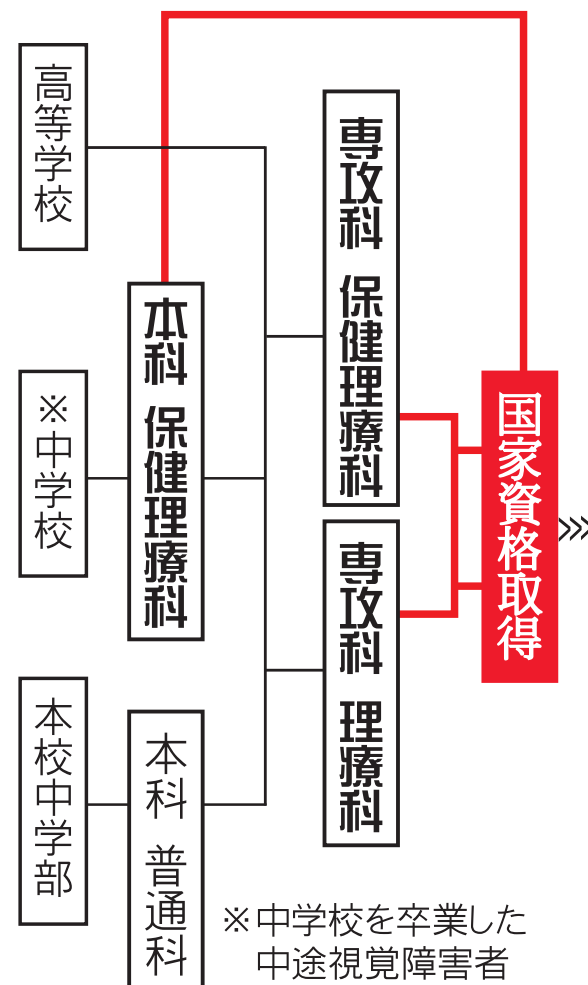 高等学校
※中学校
本校中学部
本科 保健理療科
本科 普通科
専攻科 保健理療科
専攻科 理療科
国家資格取得
※中学校を卒業した
中途視覚障害者